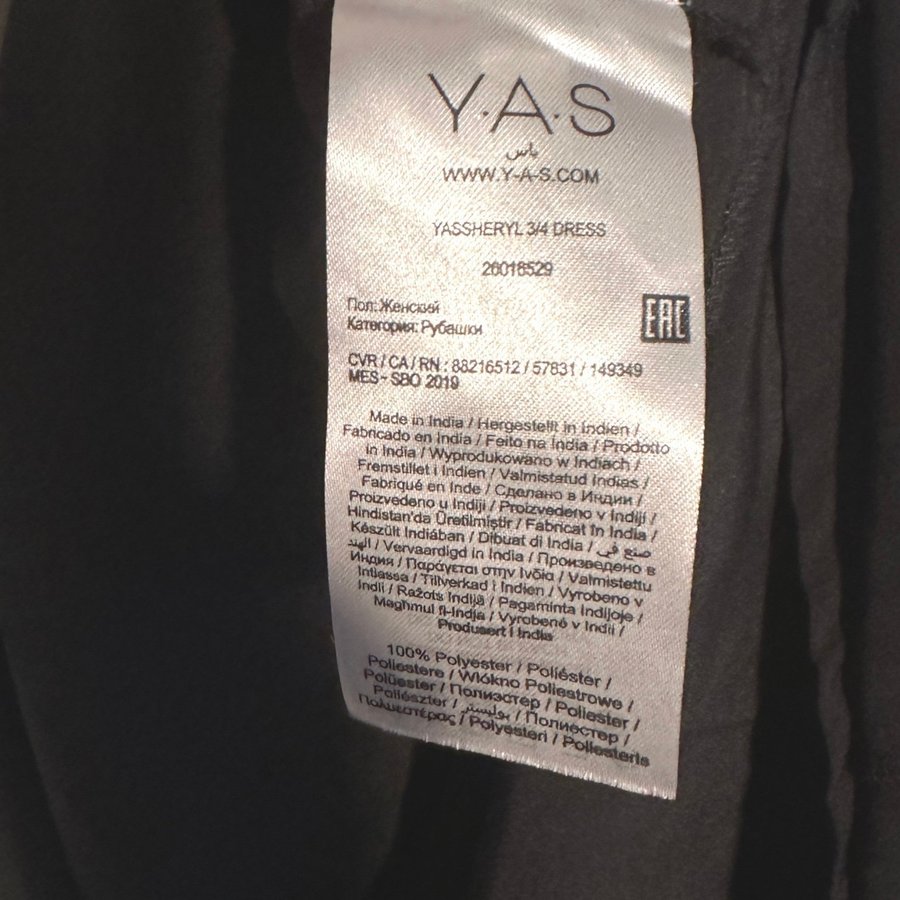 Y·A·S
ياس
WWW.Y-A-S.COM
YASSHERYL 3/4 DRESS
26018529
Пол: Женский
Категория: Рубашки
EAC
CVR / CA / RN : 88216512 / 57831 / 149349
MES - SBO 2019
Made in India / Hergestellt in Indien /
Fabricado en India / Feito na Índia / Prodotto
in India / Wyprodukowano w Indiach /
Fremstillet i Indien / Valmistatud Indias /
Fabriqué en Inde / Сделано в Индии /
Proizvedeno u Indiji / Proizvedeno v Indiji /
Hindistan'da Üretilmiştir / Fabricat în India /
Készült Indiában / Dibuat di India / صنع في
الهند / Vervaardigd in India / Произведено в
Индия / Παράγεται στην Ινδία / Valmistettu
Intiassa / Tillverkad i Indien / Vyrobeno v
Indii / Ražots Indijā / Pagaminta Indijoje /
Magħmul fl-Indja / Vyrobené v Indii /
Produsert i India
100% Polyester / Poliéster /
Poliestere / Włókno Poliestrowe /
Polüester / Полиэстер / Poliester /
Poliészter / بوليستر / Полиестер /
Πολυεστέρας / Polyesteri / Poliesteris